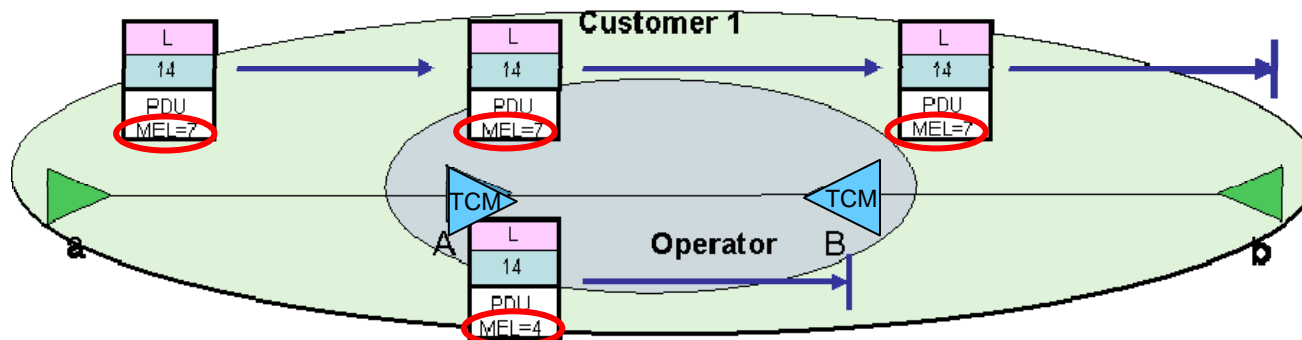 Customer 1
L
14
PDU
MEL=7
L
14
PDU
MEL=7
L
14
PDU
MEL=7
TCM
TCM
a
A
Operator
B
b
L
14
PDU
MEL=4